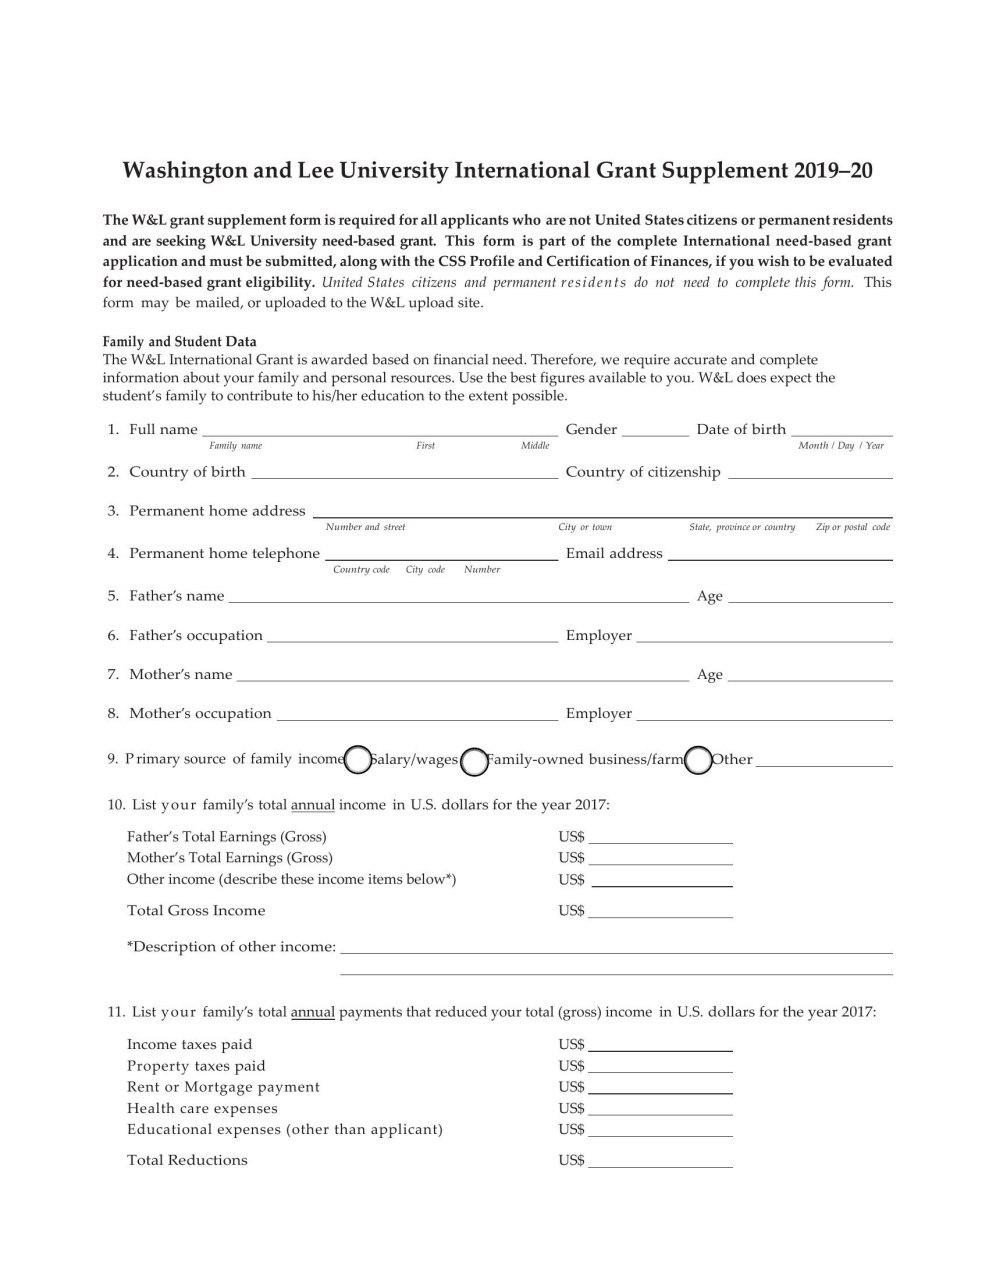 Washington and Lee University International Grant Supplement 2019–20
The W&L grant supplement form is required for all applicants who are not United States citizens or permanent residents
and are seeking W&L University need-based grant. This form is part of the complete International need-based grant
application and must be submitted, along with the CSS Profile and Certification of Finances, if you wish to be evaluated
for need-based grant eligibility. United States citizens and permanent residents do not need to complete this form. This
form may be mailed, or uploaded to the W&L upload site.
Family and Student Data
The W&L International Grant is awarded based on financial need. Therefore, we require accurate and complete
information about your family and personal resources. Use the best figures available to you. W&L does expect the
student's family to contribute to his/her education to the extent possible.
1. Full name Gender Date of birth
Family name First Middle Month / Day / Year
2. Country of birth Country of citizenship
3. Permanent home address
Number and street City or town State, province or country Zip or postal code
4. Permanent home telephone Email address
Country code City code Number
5. Father's name Age
6. Father's occupation Employer
7. Mother's name Age
8. Mother's occupation Employer
9. Primary source of family income Salary/wages Family-owned business/farm Other
10. List your family's total annual income in U.S. dollars for the year 2017:
Father's Total Earnings (Gross) US$
Mother's Total Earnings (Gross) US$
Other income (describe these income items below*) US$
Total Gross Income US$
*Description of other income:
11. List your family's total annual payments that reduced your total (gross) income in U.S. dollars for the year 2017:
Income taxes paid US$
Property taxes paid US$
Rent or Mortgage payment US$
Health care expenses US$
Educational expenses (other than applicant) US$
Total Reductions US$